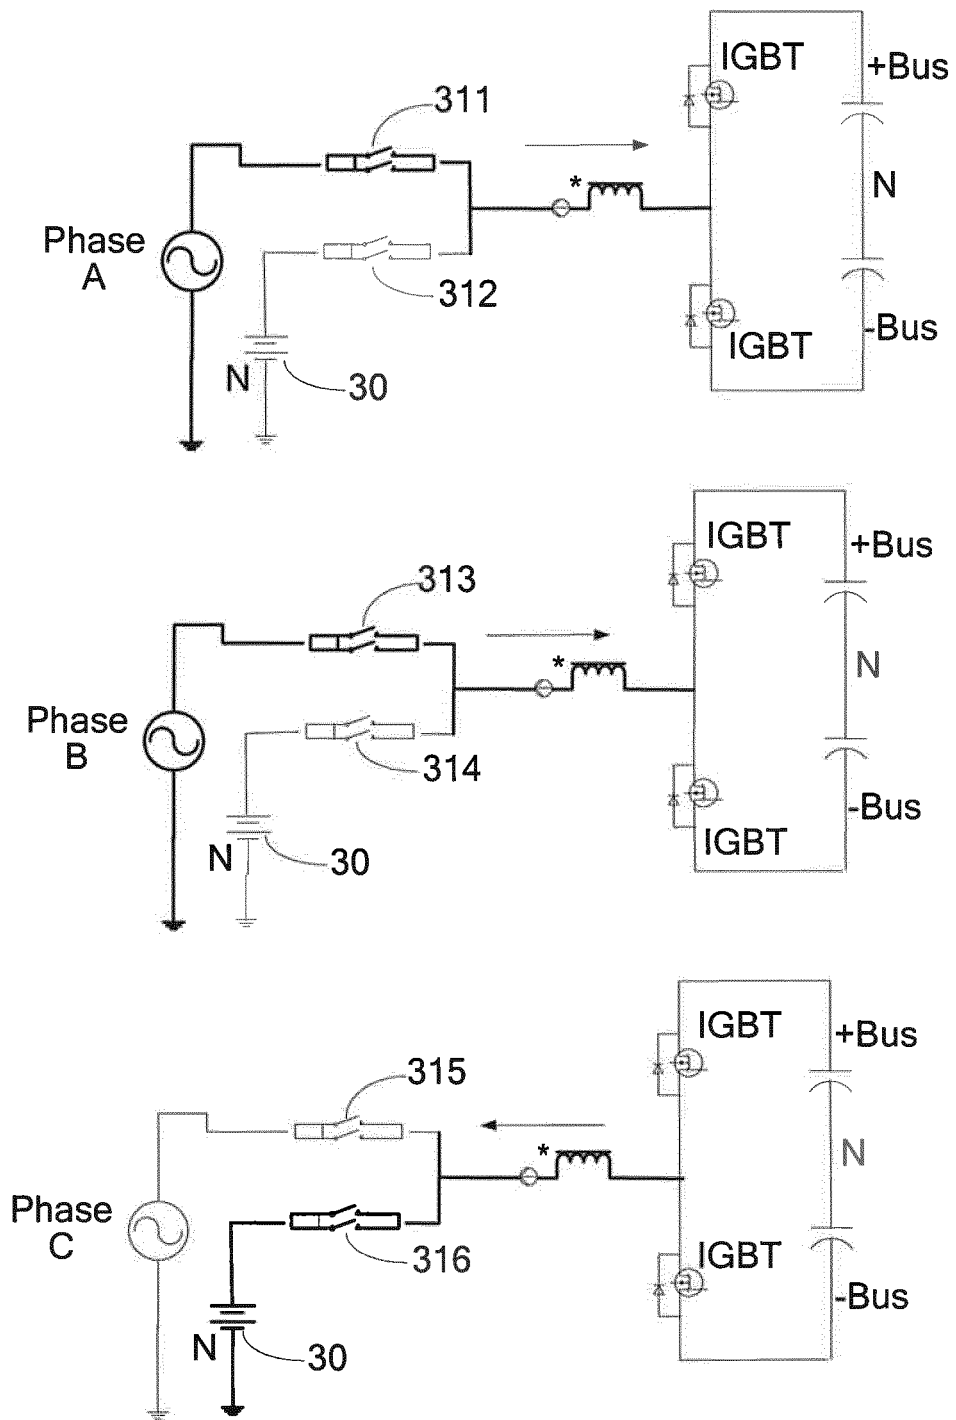 IGBT
+Bus
311
*
N
Phase
A
312
-Bus
IGBT
N
30
IGBT
+Bus
313
*
N
Phase
B
314
-Bus
IGBT
N
30
IGBT
+Bus
315
*
N
Phase
C
316
IGBT
-Bus
N
30